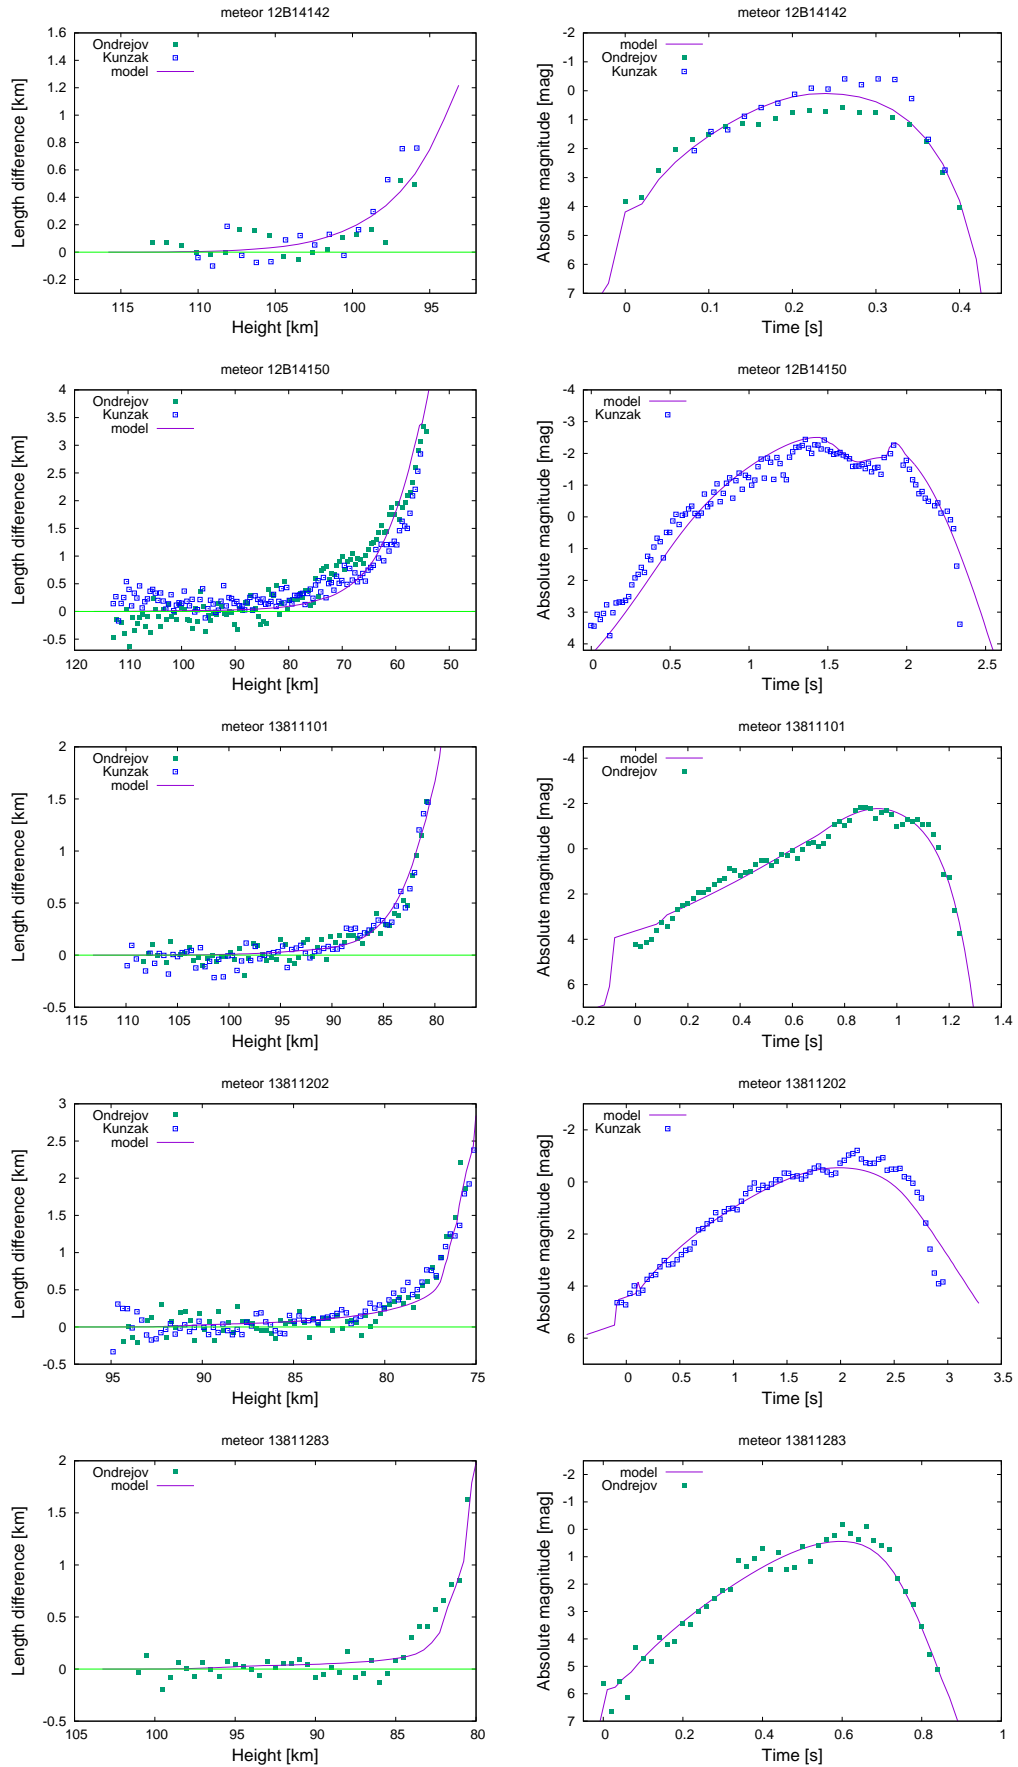 meteor 12B14142
Length difference [km]
1.6
1.4
1.2
1
0.8
0.6
0.4
0.2
0
-0.2
Ondrejov
Kunzak
model
115 110 105 100 95
Height [km]
meteor 12B14142
Absolute magnitude [mag]
-2
-1
0
1
2
3
4
5
6
7
model
Ondrejov
Kunzak
0 0.1 0.2 0.3 0.4
Time [s]
meteor 12B14150
Length difference [km]
4
3.5
3
2.5
2
1.5
1
0.5
0
-0.5
Ondrejov
Kunzak
model
120 110 100 90 80 70 60 50
Height [km]
meteor 12B14150
Absolute magnitude [mag]
-4
-3
-2
-1
0
1
2
3
4
model
Kunzak
0 0.5 1 1.5 2 2.5
Time [s]
meteor 13811101
Length difference [km]
2
1.5
1
0.5
0
-0.5
Ondrejov
Kunzak
model
115 110 105 100 95 90 85 80
Height [km]
meteor 13811101
Absolute magnitude [mag]
-4
-2
0
2
4
6
model
Ondrejov
-0.2 0 0.2 0.4 0.6 0.8 1 1.2 1.4
Time [s]
meteor 13811202
Length difference [km]
3
2.5
2
1.5
1
0.5
0
-0.5
Ondrejov
Kunzak
model
95 90 85 80 75
Height [km]
meteor 13811202
Absolute magnitude [mag]
-2
0
2
4
6
model
Kunzak
0 0.5 1 1.5 2 2.5 3 3.5
Time [s]
meteor 13811283
Length difference [km]
2
1.5
1
0.5
0
-0.5
Ondrejov
model
105 100 95 90 85 80
Height [km]
meteor 13811283
Absolute magnitude [mag]
-2
-1
0
1
2
3
4
5
6
7
model
Ondrejov
0 0.2 0.4 0.6 0.8 1
Time [s]